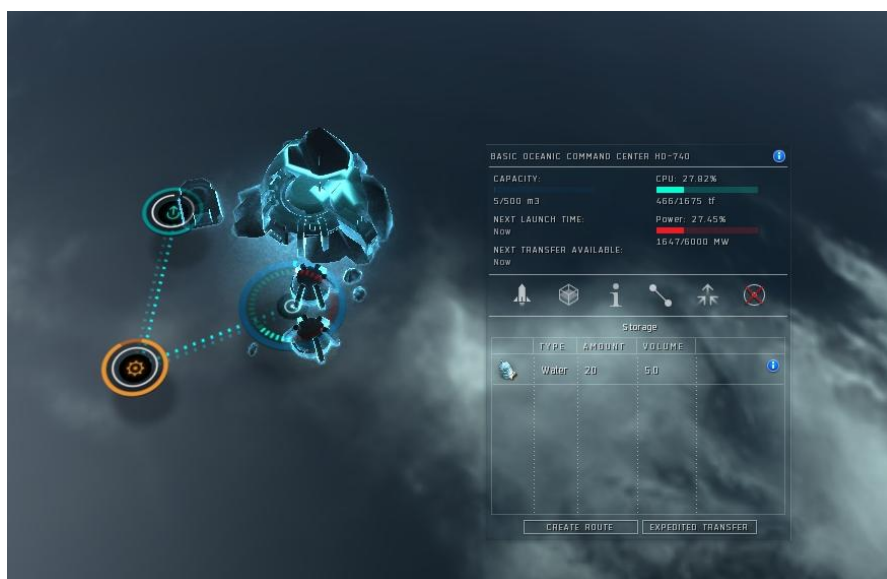 BASIC OCEANIC COMMAND CENTER HD-740
CAPACITY:
5/500 m3
NEXT LAUNCH TIME:
Now
NEXT TRANSFER AVAILABLE:
Now
CPU: 27.82%
466/1675 tf
Power: 27.45%
1647/6000 MW
Storage
TYPE AMOUNT VOLUME
Water 20 5.0
CREATE ROUTE EXPEDITED TRANSFER